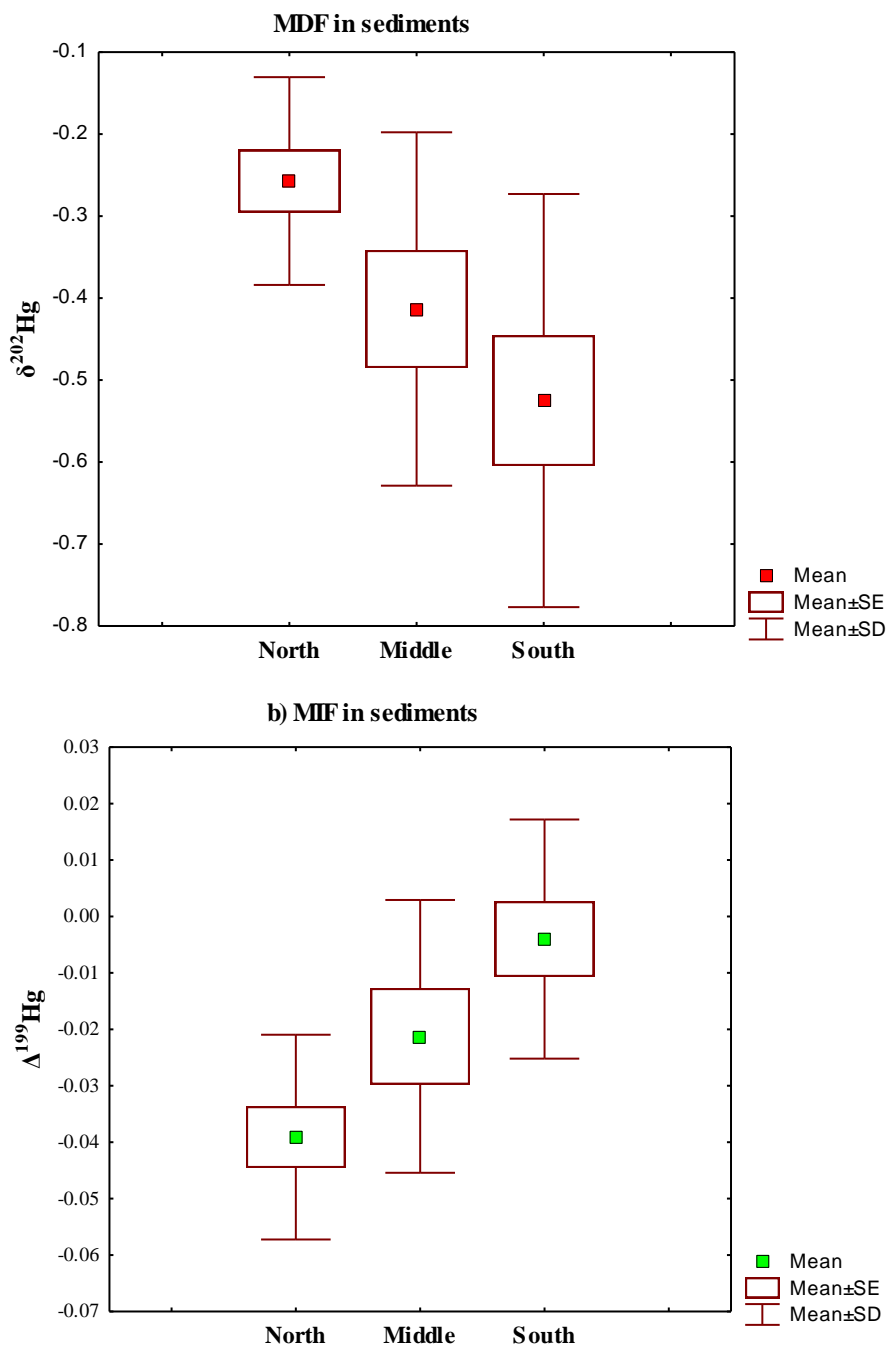 MDF in sediments
-0.1
-0.2
-0.3
-0.4
-0.5
-0.6
-0.7
-0.8
δ²⁰²Hg
North Middle South
Mean
Mean±SE
Mean±SD
b) MIF in sediments
0.03
0.02
0.01
0.00
-0.01
-0.02
-0.03
-0.04
-0.05
-0.06
-0.07
Δ¹⁹⁹Hg
North Middle South
Mean
Mean±SE
Mean±SD